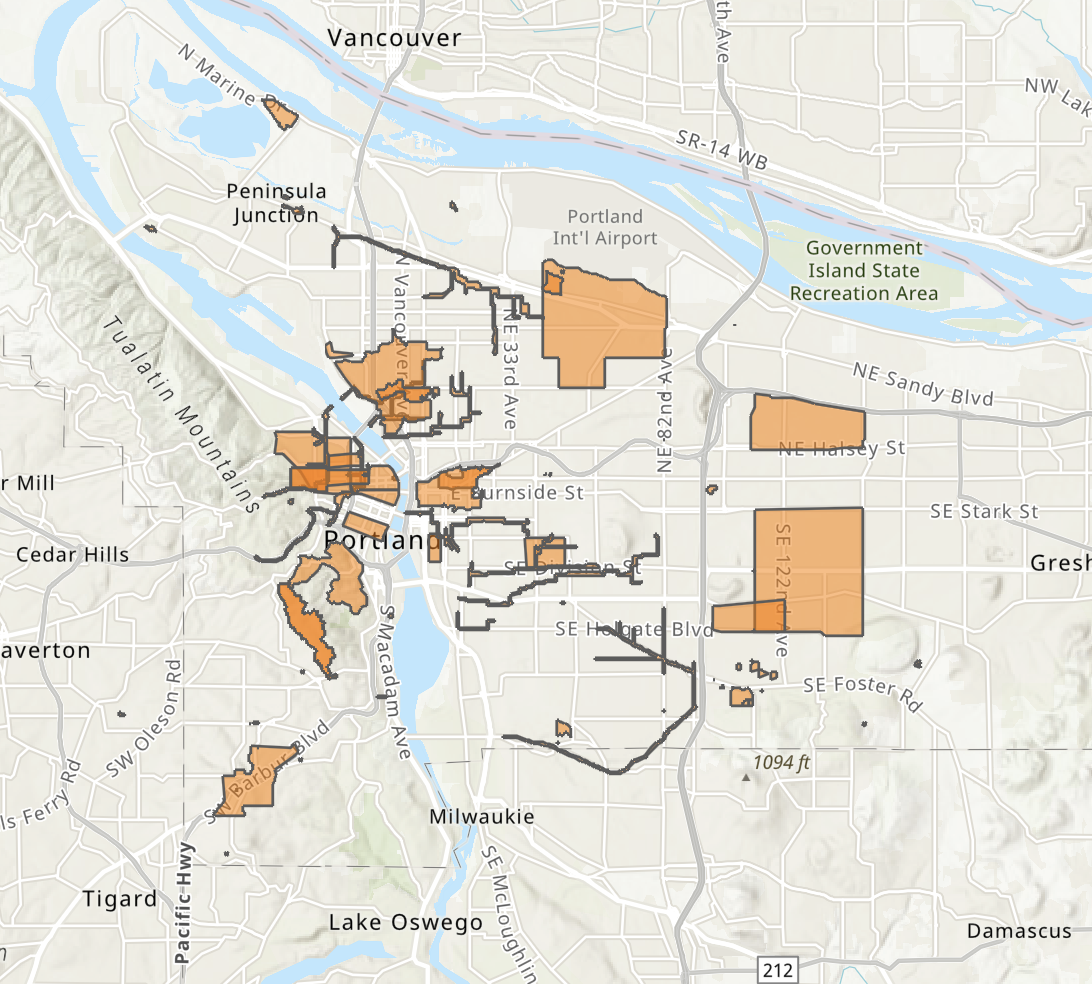 Vancouver
th Ave
N Marine Dr
NW Lak
SR-14 WB
Peninsula
Junction
Portland
Int'l Airport
Government
Island State
Recreation Area
N Vancouver Av
NE 33rd Ave
Tualatin Mountains
NE 82nd Ave
NE Sandy Blvd
NE Halsey St
r Mill
E Burnside St
SE Stark St
Portland
Cedar Hills
SE Division St
SE 122nd Ave
Gresh
S Macadam Ave
SE Holgate Blvd
averton
SW Oleson Rd
SE Foster Rd
SW Barbur Blvd
1094 ft
ls Ferry Rd
Milwaukie
Pacific Hwy
SE McLoughlin
Tigard
Lake Oswego
Damascus
n
212